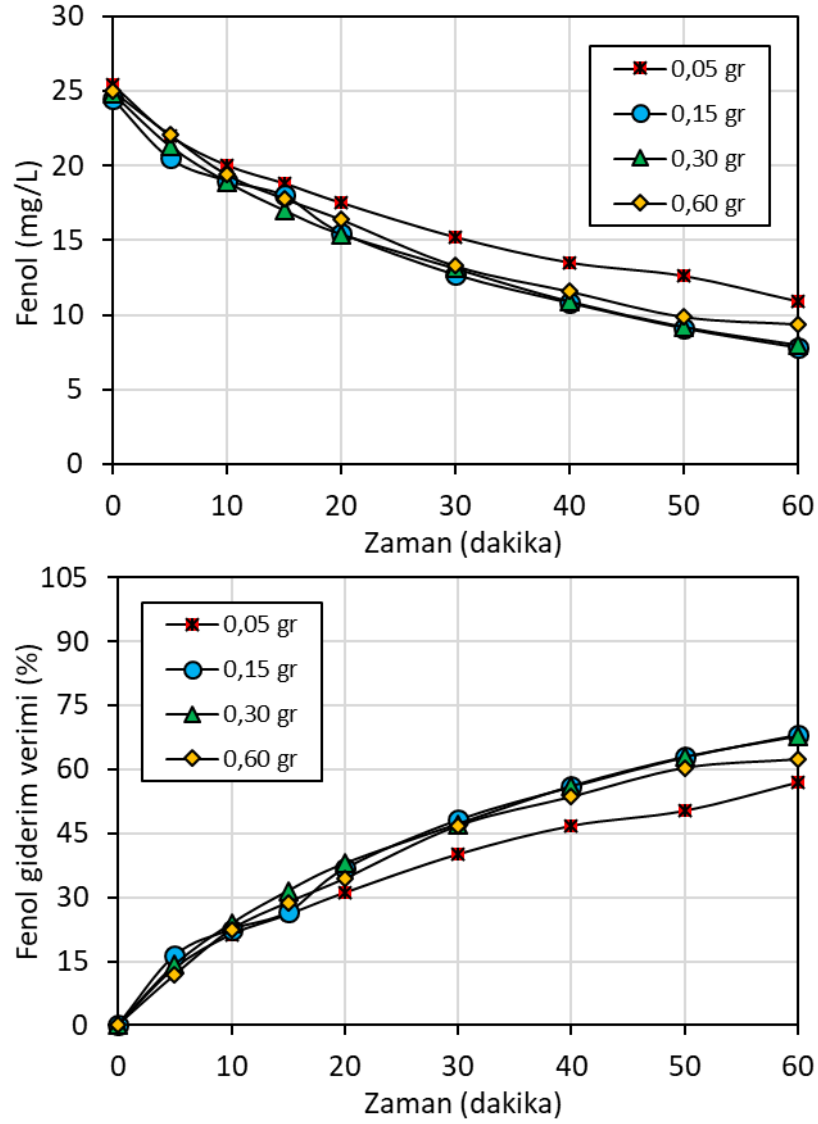 30
25
20
15
10
5
0
Fenol (mg/L)
0,05 gr
0,15 gr
0,30 gr
0,60 gr
0 10 20 30 40 50 60
Zaman (dakika)
105
90
75
60
45
30
15
0
Fenol giderim verimi (%)
0,05 gr
0,15 gr
0,30 gr
0,60 gr
0 10 20 30 40 50 60
Zaman (dakika)